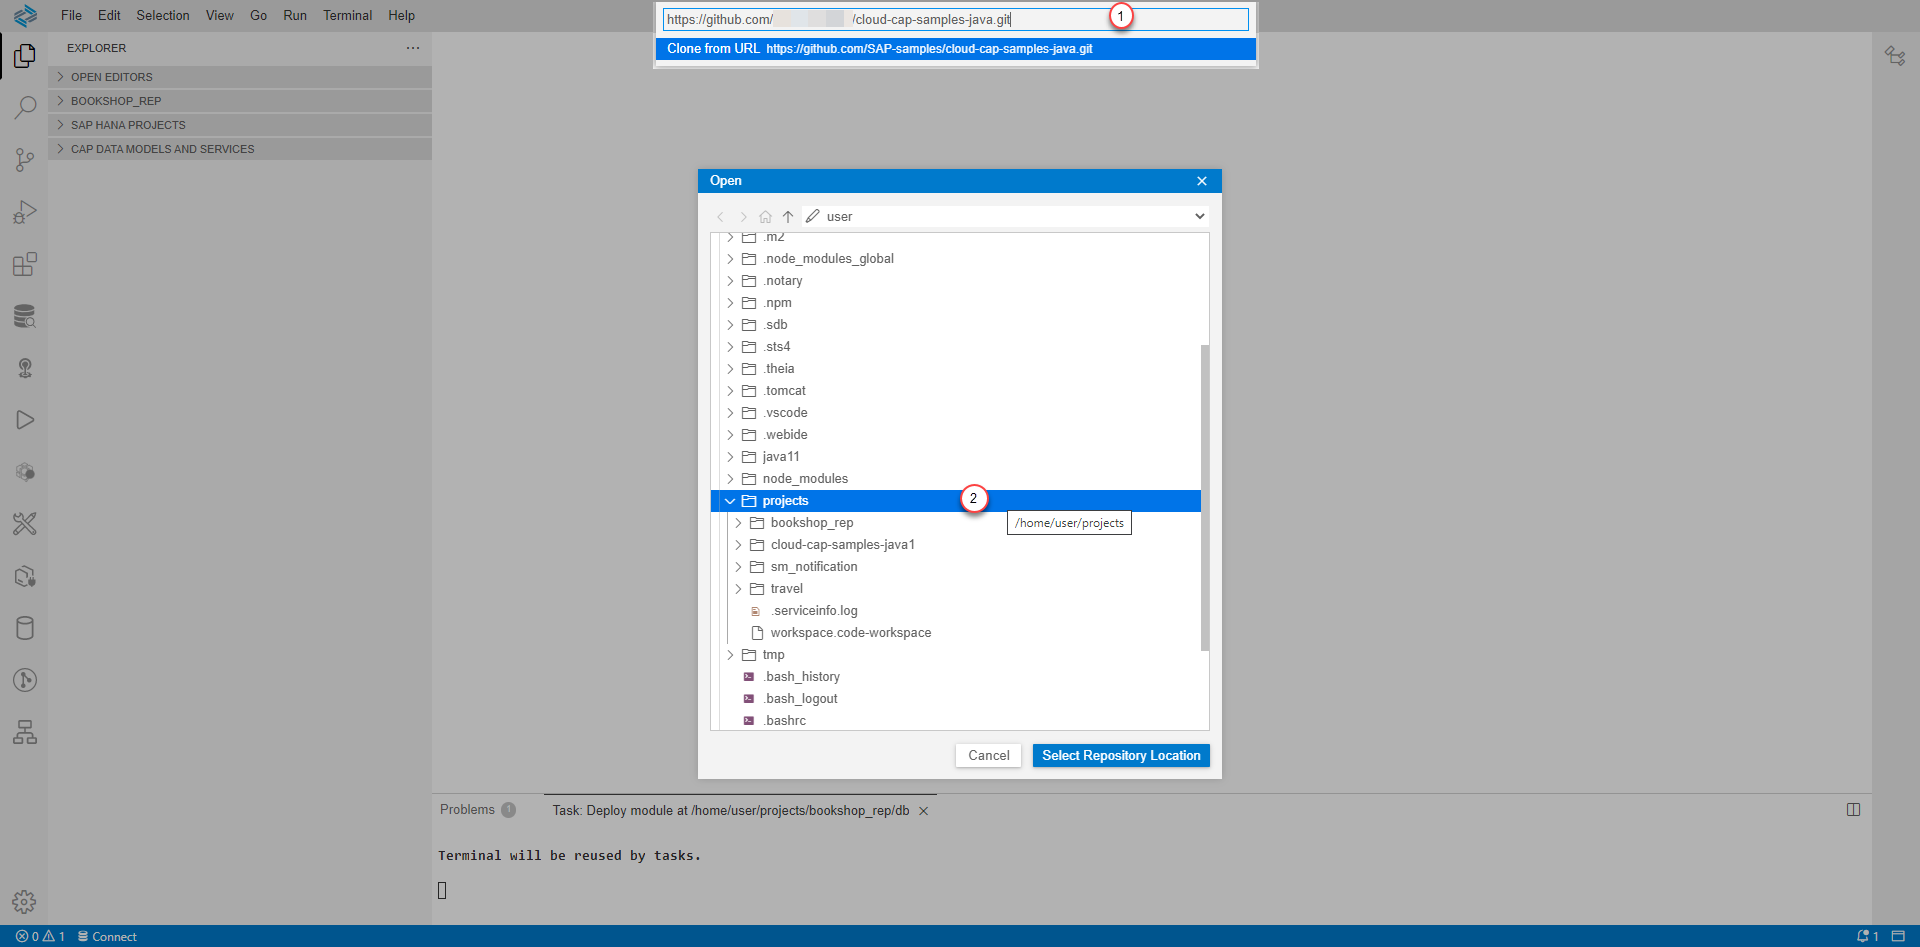 File Edit Selection View Go Run Terminal Help
https://github.com/ /cloud-cap-samples-java.git
1
Clone from URL https://github.com/SAP-samples/cloud-cap-samples-java.git
EXPLORER
OPEN EDITORS
BOOKSHOP_REP
SAP HANA PROJECTS
CAP DATA MODELS AND SERVICES
Open
user
.m2
.node_modules_global
.notary
.npm
.sdb
.sts4
.theia
.tomcat
.vscode
.webide
java11
node_modules
projects
2
/home/user/projects
bookshop_rep
cloud-cap-samples-java1
sm_notification
travel
.serviceinfo.log
workspace.code-workspace
tmp
.bash_history
.bash_logout
.bashrc
Cancel Select Repository Location
Problems 1 Task: Deploy module at /home/user/projects/bookshop_rep/db
Terminal will be reused by tasks.
0 1 Connect 1